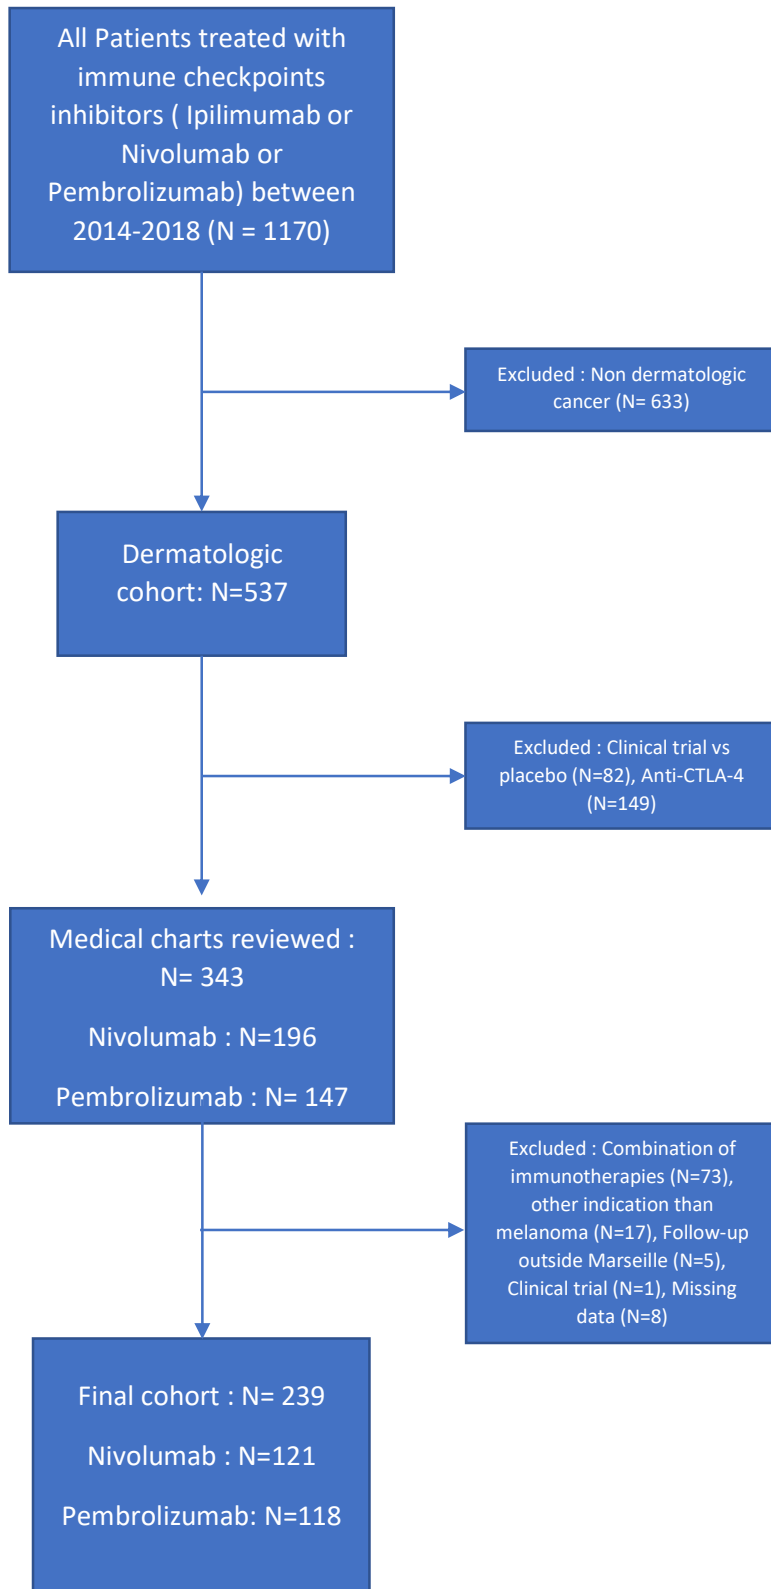 All Patients treated with
immune checkpoints
inhibitors ( Ipilimumab or
Nivolumab or
Pembrolizumab) between
2014-2018 (N = 1170)
Excluded : Non dermatologic
cancer (N= 633)
Dermatologic
cohort: N=537
Excluded : Clinical trial vs
placebo (N=82), Anti-CTLA-4
(N=149)
Medical charts reviewed :
N= 343
Nivolumab : N=196
Pembrolizumab : N= 147
Excluded : Combination of
immunotherapies (N=73),
other indication than
melanoma (N=17), Follow-up
outside Marseille (N=5),
Clinical trial (N=1), Missing
data (N=8)
Final cohort : N= 239
Nivolumab : N=121
Pembrolizumab: N=118